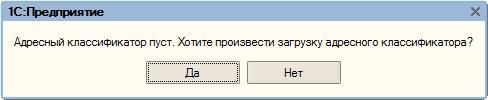 1С:Предприятие
Адресный классификатор пуст. Хотите произвести загрузку адресного классификатора?
Да
Нет